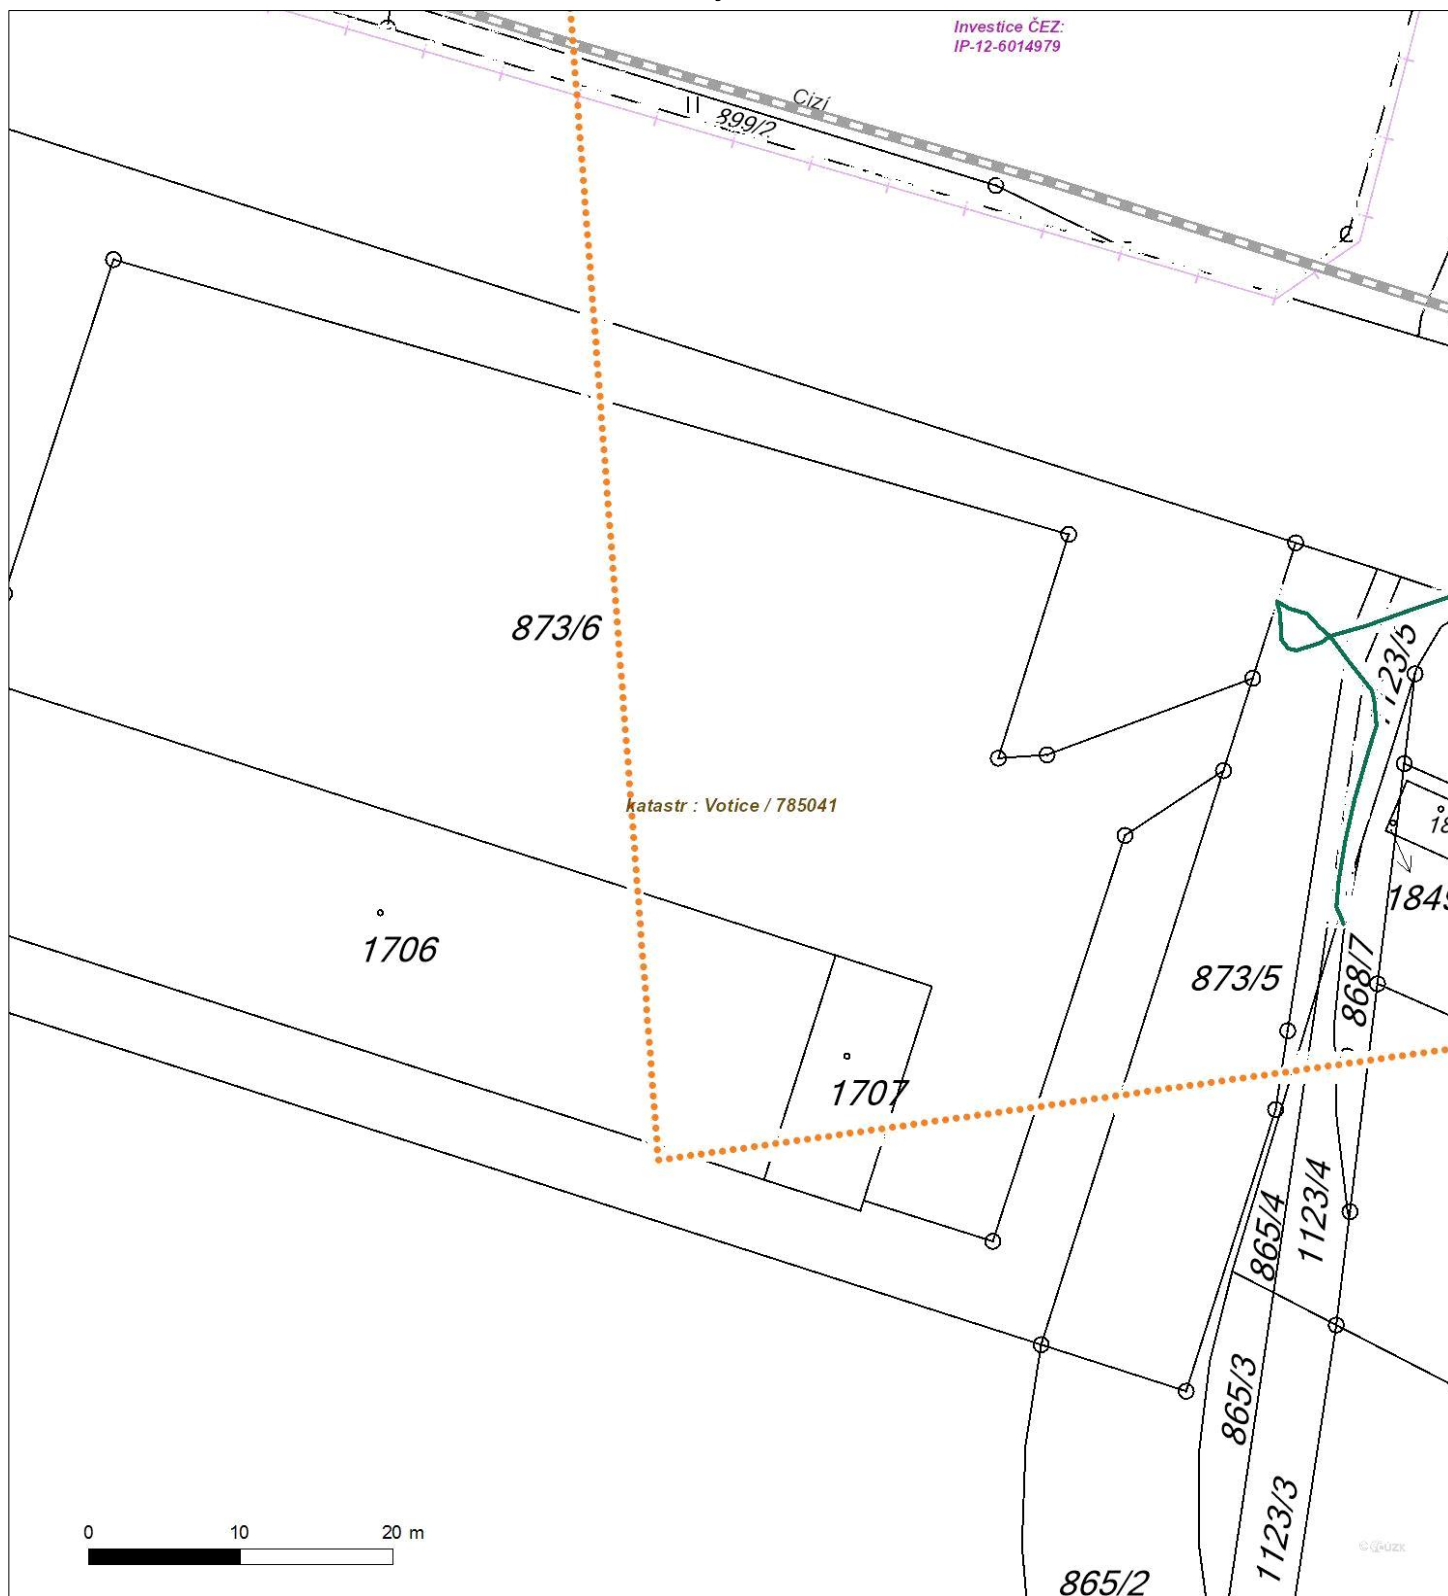 Investice ČEZ:
IP-12-6014979
Cizí
899/2
873/6
katastr : Votice / 785041
1706
1707
873/5
868/7
865/4
1123/4
865/3
1123/3
865/2
0 10 20 m